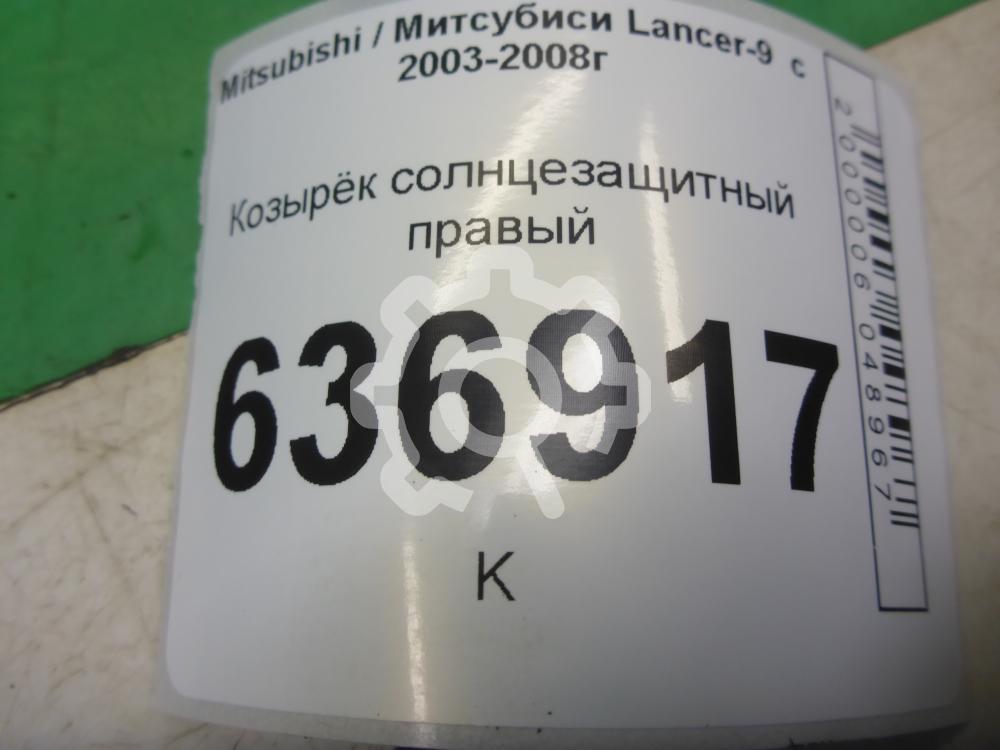 Mitsubishi / Митсубиси Lancer-9 с
2003-2008г
Козырёк солнцезащитный
правый
636917
К
2000006048967